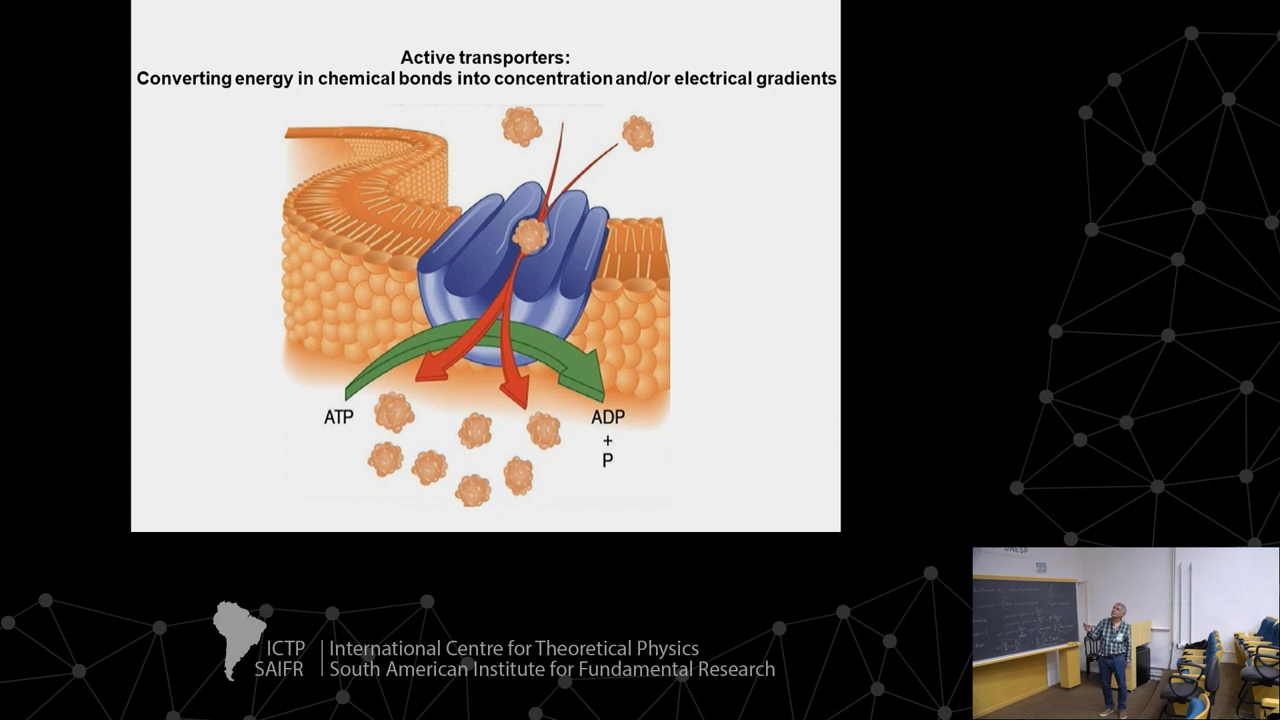 Active transporters:
Converting energy in chemical bonds into concentration and/or electrical gradients
ATP
ADP
+
P
ICTP
SAIFR
International Centre for Theoretical Physics
South American Institute for Fundamental Research
UNESP